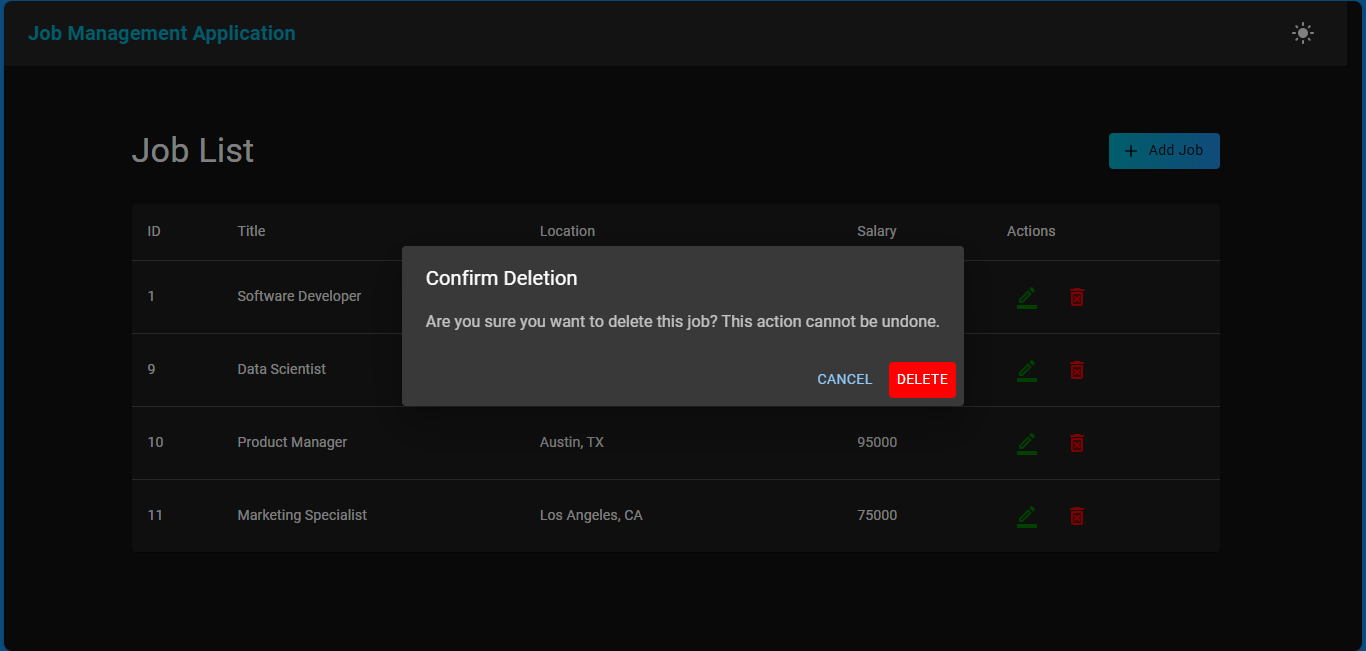 Job Management Application
Job List
+ Add Job
ID Title Location Salary Actions
Confirm Deletion
Are you sure you want to delete this job? This action cannot be undone.
CANCEL DELETE
1 Software Developer
9 Data Scientist
10 Product Manager Austin, TX 95000
11 Marketing Specialist Los Angeles, CA 75000